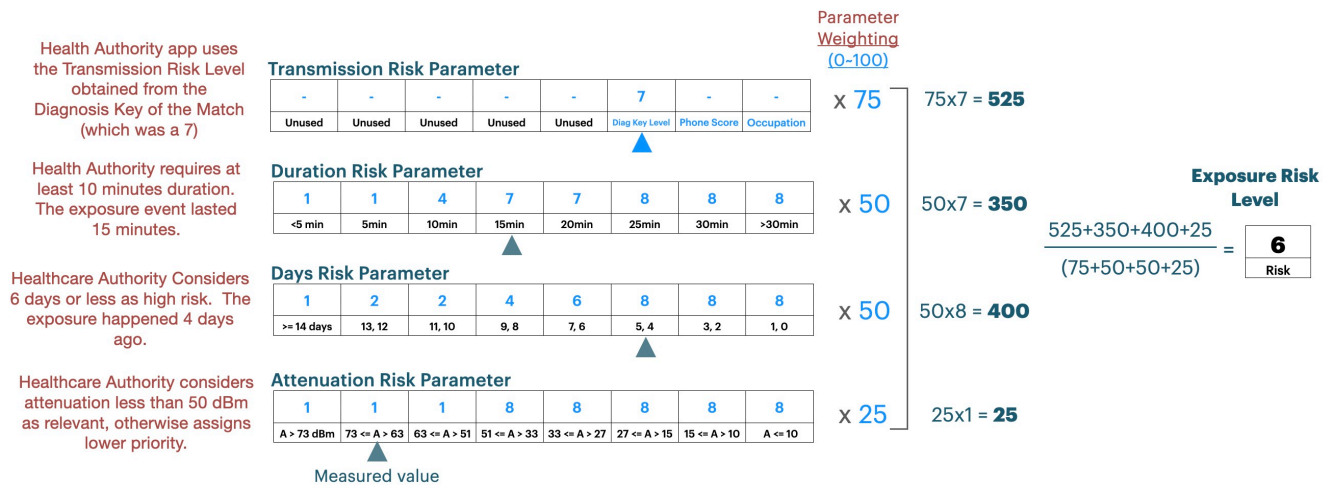 Parameter
Weighting
(0~100)
Health Authority app uses
the Transmission Risk Level
obtained from the
Diagnosis Key of the Match
(which was a 7)
Transmission Risk Parameter
- - - - - 7 - -
Unused Unused Unused Unused Unused Diag Key Level Phone Score Occupation
x 75
75x7 = 525
Health Authority requires at
least 10 minutes duration.
The exposure event lasted
15 minutes.
Duration Risk Parameter
1 1 4 7 7 8 8 8
<5 min 5min 10min 15min 20min 25min 30min >30min
x 50
50x7 = 350
Healthcare Authority Considers
6 days or less as high risk. The
exposure happened 4 days
ago.
Days Risk Parameter
1 2 2 4 6 8 8 8
>= 14 days 13, 12 11, 10 9, 8 7, 6 5, 4 3, 2 1, 0
x 50
50x8 = 400
Healthcare Authority considers
attenuation less than 50 dBm
as relevant, otherwise assigns
lower priority.
Attenuation Risk Parameter
1 1 1 8 8 8 8 8
A > 73 dBm 73 <= A > 63 63 <= A > 51 51 <= A > 33 33 <= A > 27 27 <= A > 15 15 <= A > 10 A <= 10
x 25
25x1 = 25
Measured value
Exposure Risk
Level
525+350+400+25
(75+50+50+25)
=
6
Risk